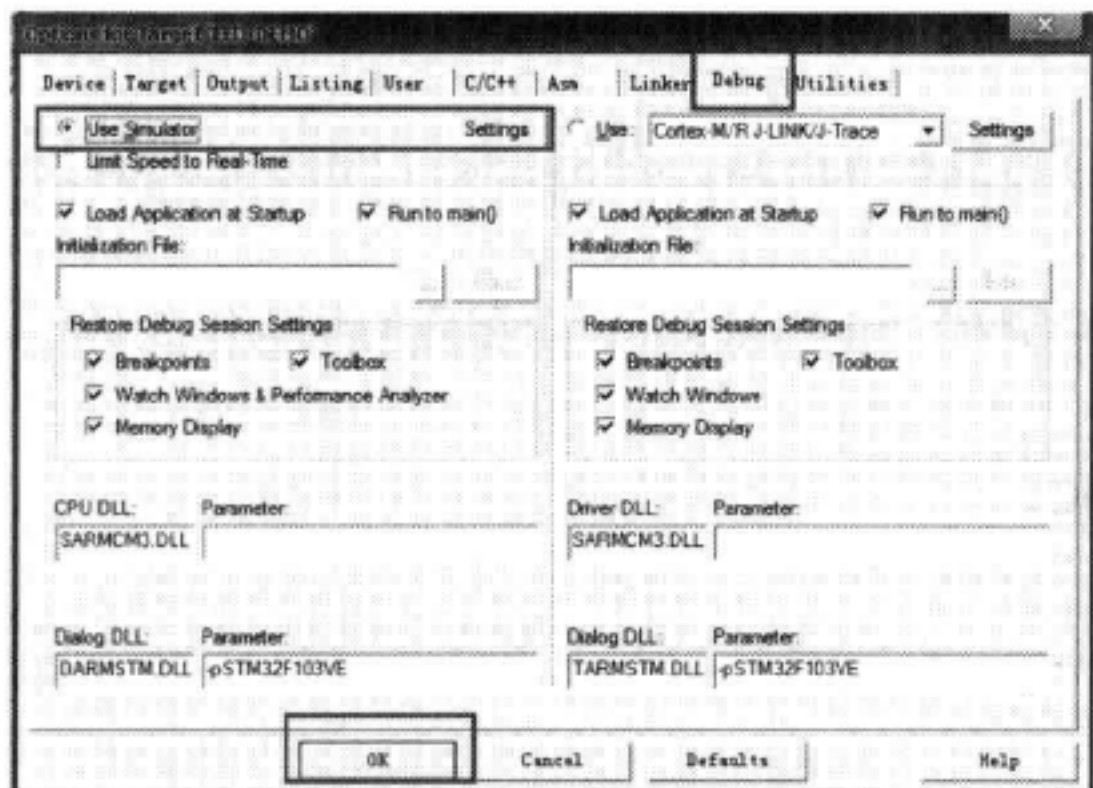 Device Target Output Listing User C/C++ Asm Linker Debug Utilities
Use Simulator Settings
Limit Speed to Real-Time
Load Application at Startup Run to main()
Initialization File:
Restore Debug Session Settings
Breakpoints Toolbox
Watch Windows & Performance Analyzer
Memory Display
CPU DLL: Parameter:
SARMCM3.DLL
Dialog DLL: Parameter:
DARMSTM.DLL -pSTM32F103VE
Use: Cortex-M/R J-LINK/J-Trace Settings
Load Application at Startup Run to main()
Initialization File:
Restore Debug Session Settings
Breakpoints Toolbox
Watch Windows
Memory Display
Driver DLL: Parameter:
SARMCM3.DLL
Dialog DLL: Parameter:
TARMSTM.DLL -pSTM32F103VE
OK Cancel Defaults Help